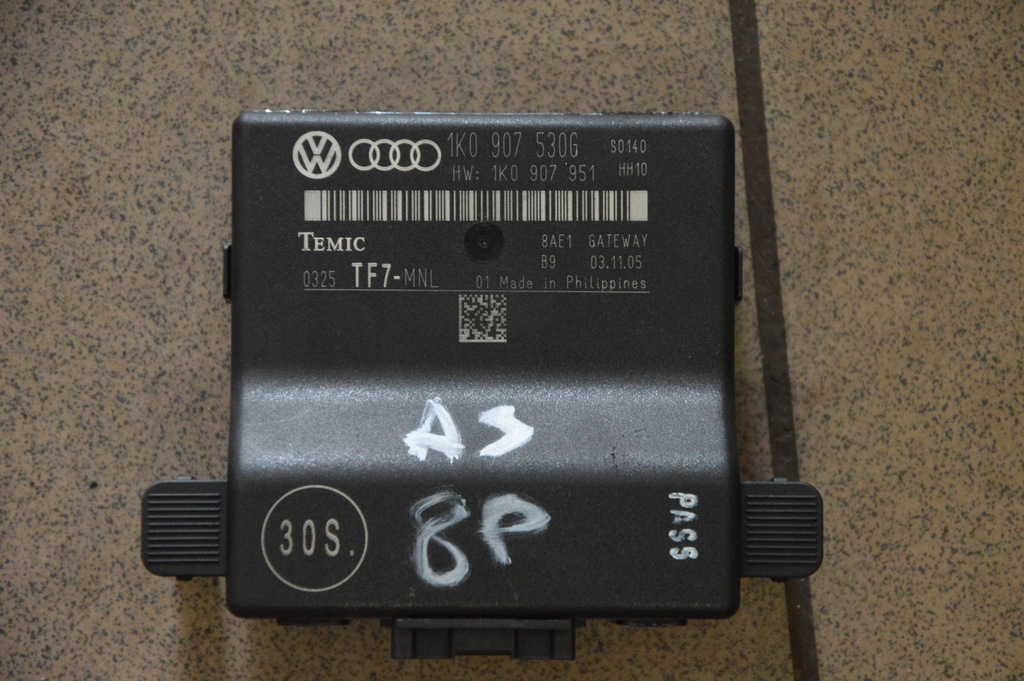 1K0 907 530G S0140
HW: 1K0 907 951 HH10
TEMIC 8AE1 GATEWAY
B9 03.11.05
0325 TF7-MNL 01 Made in Philippines
A3
8P
30S.
PASS